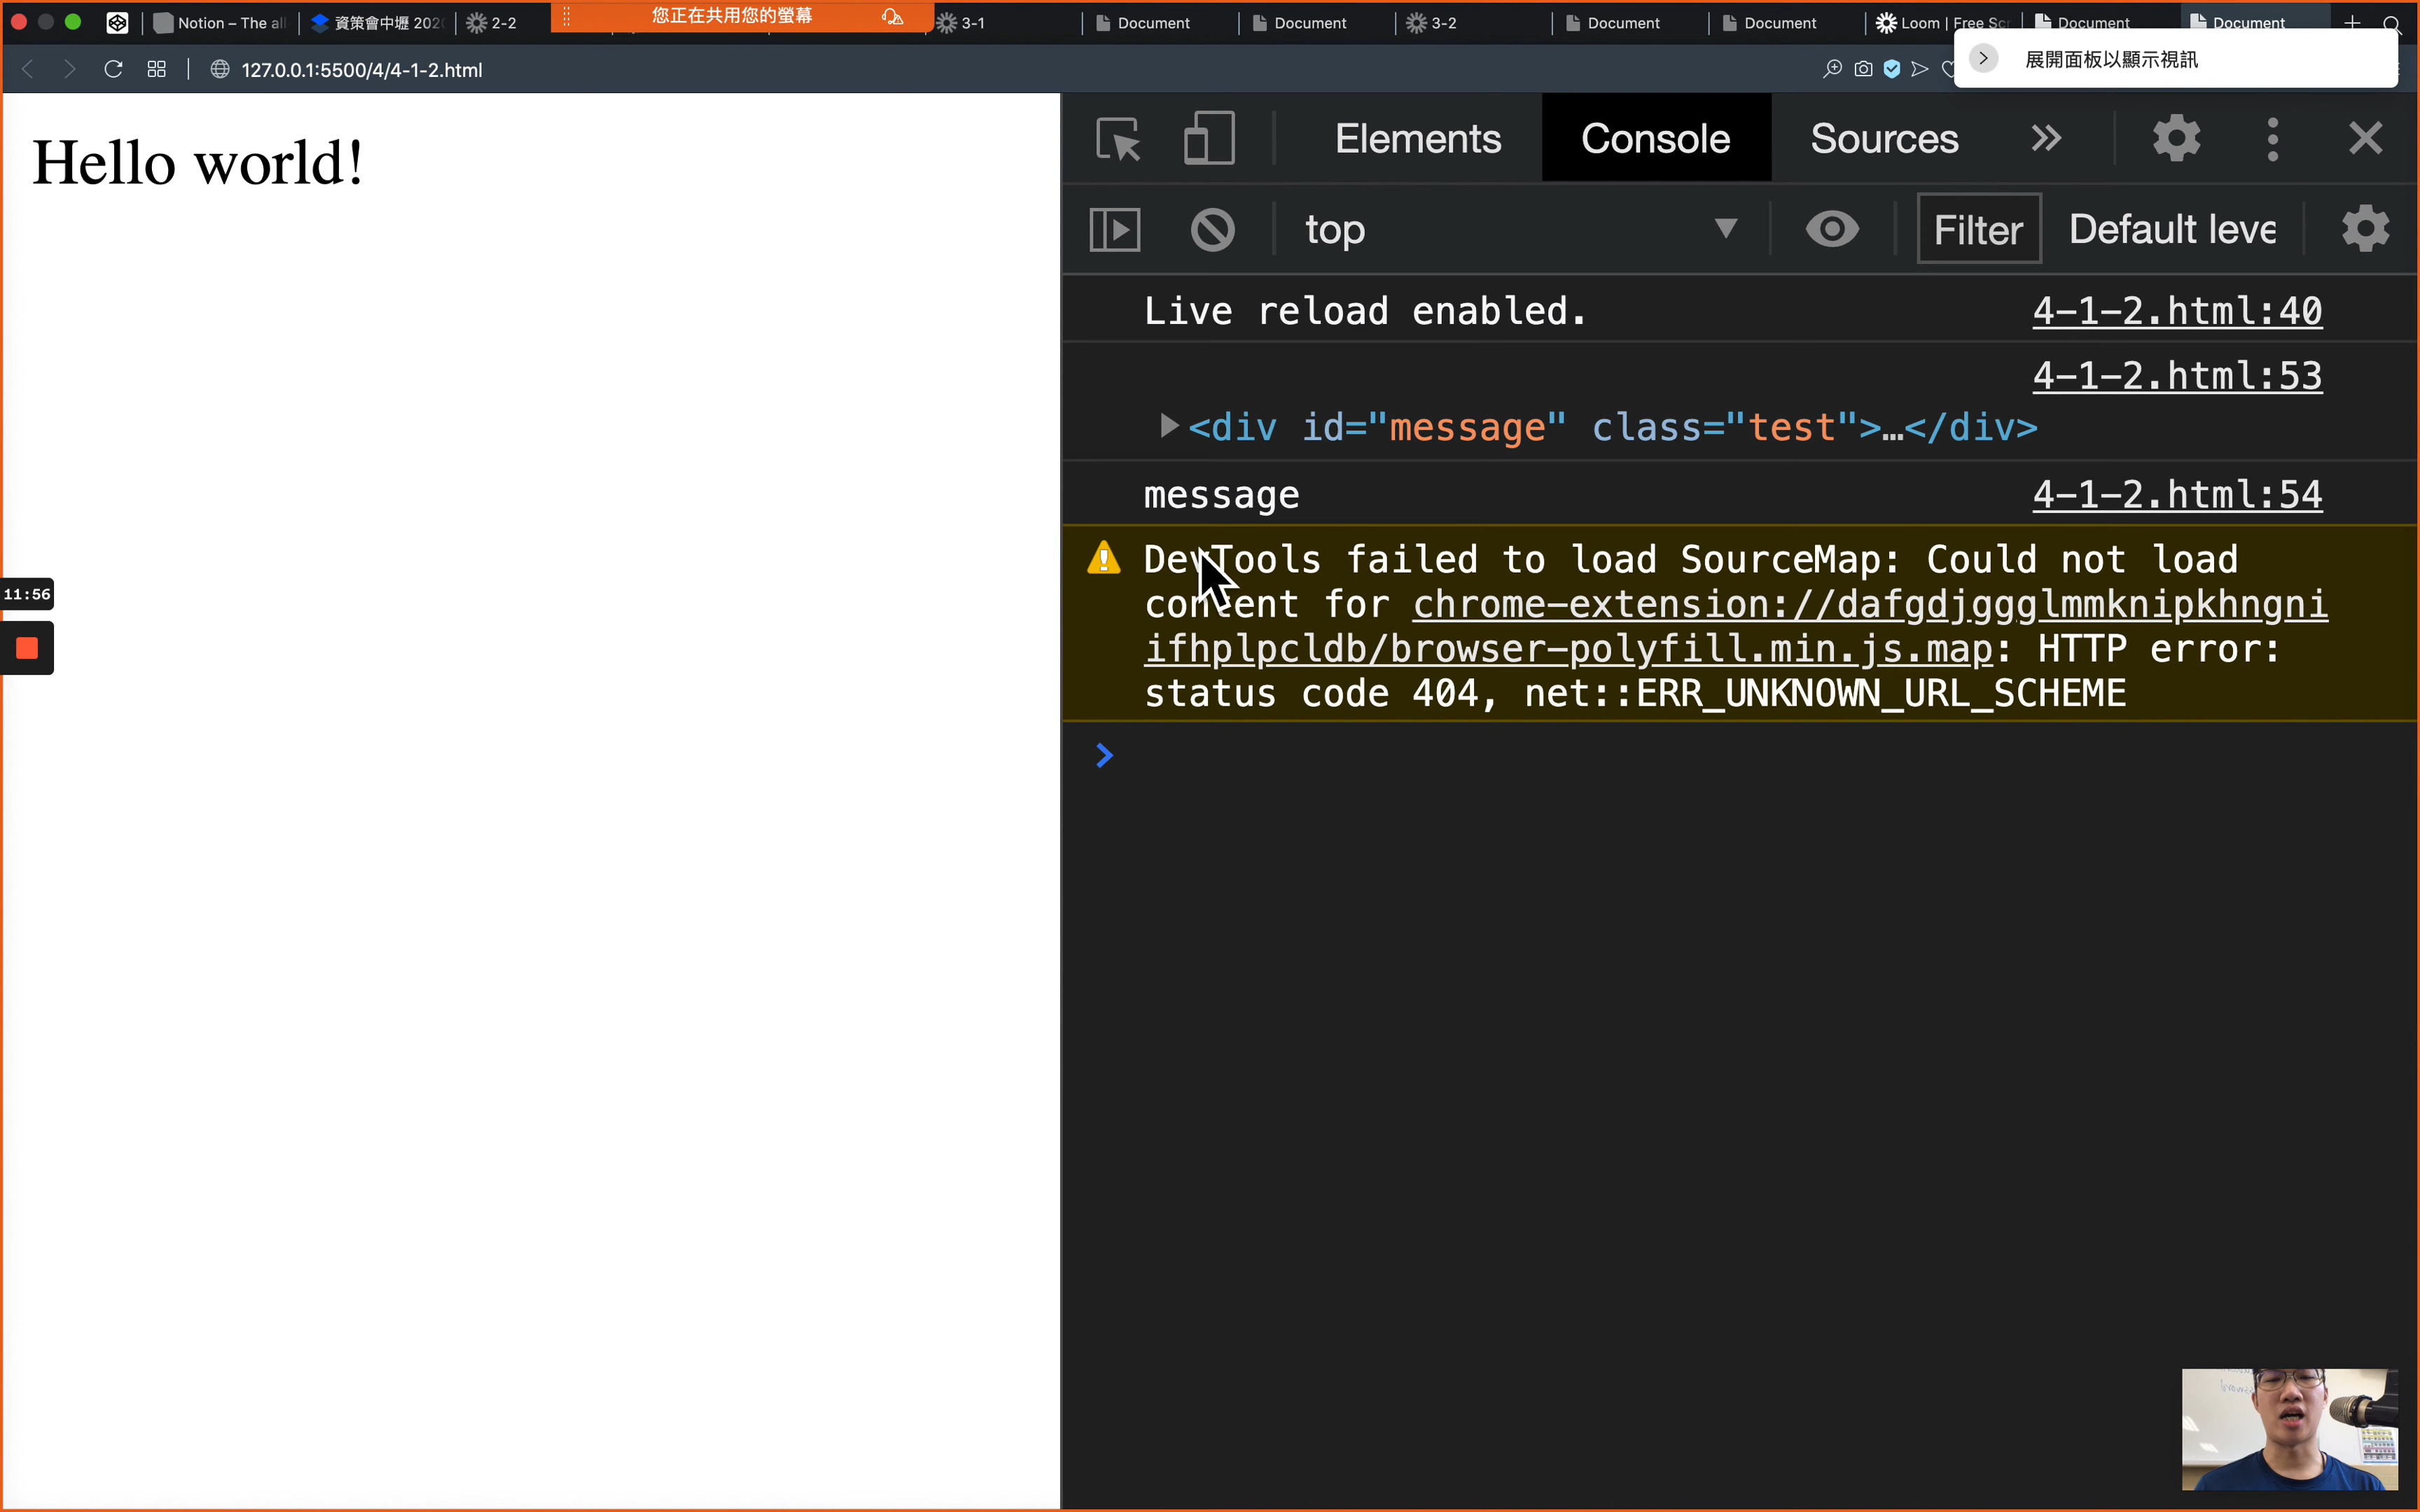 Notion – The all
資策會中壢 202
2-2
您正在共用您的螢幕
3-1
Document
Document
3-2
Document
Document
Loom | Free Scr
Document
Document
127.0.0.1:5500/4/4-1-2.html
展開面板以顯示視訊
Hello world!
Elements
Console
Sources
top
Filter
Default leve
Live reload enabled.
4-1-2.html:40
4-1-2.html:53
<div id="message" class="test">…</div>
message
4-1-2.html:54
DevTools failed to load SourceMap: Could not load
content for chrome-extension://dafgdjggglmmknipkhngni
ifhplpcldb/browser-polyfill.min.js.map: HTTP error:
status code 404, net::ERR_UNKNOWN_URL_SCHEME
11:56